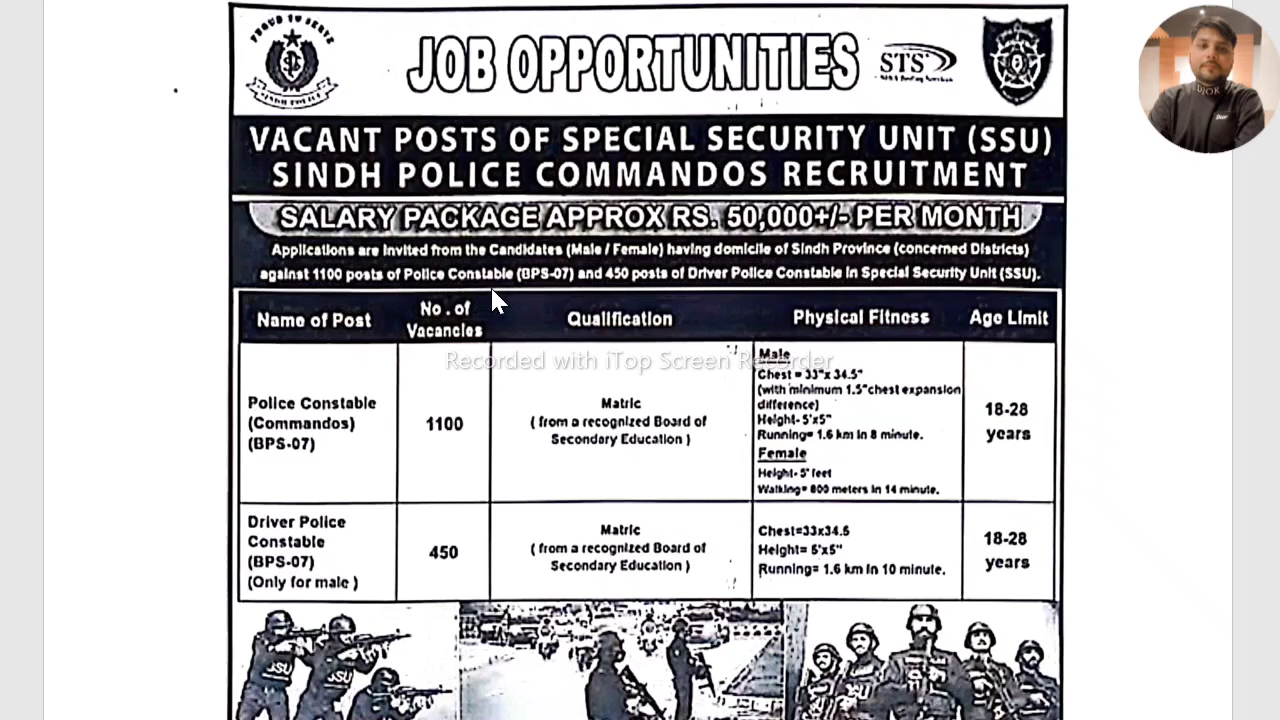 PROUD TO SERVE
SINDH POLICE
JOB OPPORTUNITIES
STS
VACANT POSTS OF SPECIAL SECURITY UNIT (SSU)
SINDH POLICE COMMANDOS RECRUITMENT
SALARY PACKAGE APPROX RS. 50,000+/- PER MONTH
Applications are invited from the Candidates (Male / Female) having domicile of Sindh Province (concerned Districts)
against 1100 posts of Police Constable (BPS-07) and 450 posts of Driver Police Constable in Special Security Unit (SSU).
Name of Post
No . of
Vacancies
Qualification
Physical Fitness
Age Limit
Recorded with iTop Screen Recorder
Police Constable
(Commandos)
(BPS-07)
1100
Matric
( from a recognized Board of
Secondary Education )
Male
Chest = 33"x 34.5"
(with minimum 1.5"chest expansion
difference)
Height- 5'x5"
Running= 1.6 km in 8 minute.
Female
Height- 5' feet
Walking= 800 meters in 14 minute.
18-28
years
Driver Police
Constable
(BPS-07)
(Only for male )
450
Matric
( from a recognized Board of
Secondary Education )
Chest=33x34.5
Height= 5'x5"
Running= 1.6 km in 10 minute.
18-28
years
SSU
SSU
DIOR
Dior